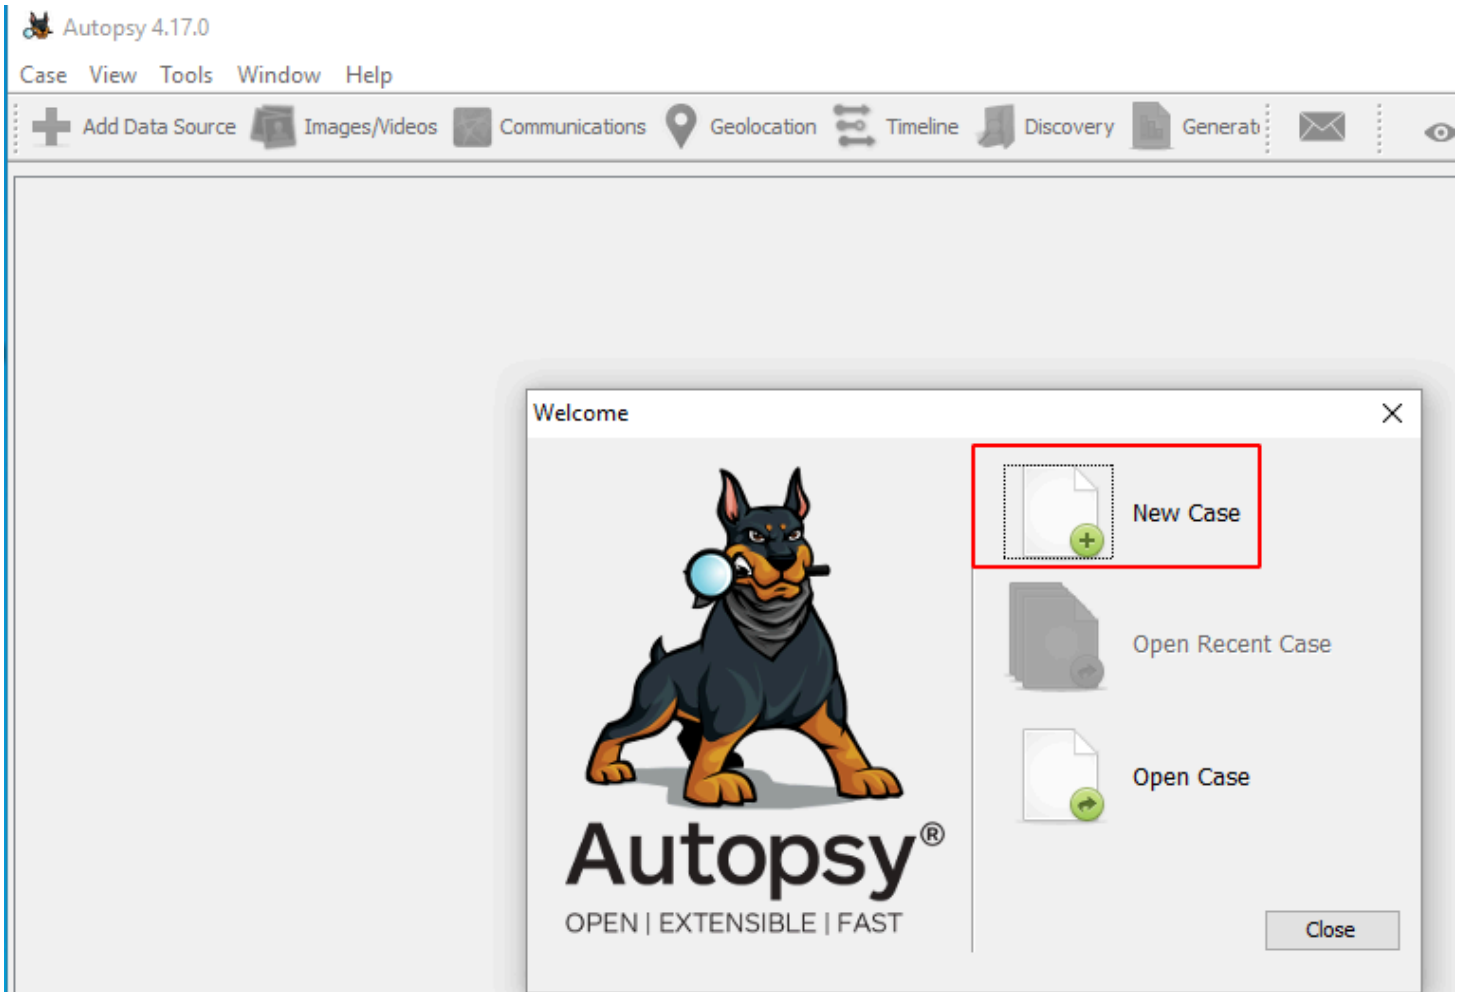 Autopsy 4.17.0
Case View Tools Window Help
Add Data Source Images/Videos Communications Geolocation Timeline Discovery Generat
Welcome
New Case
Open Recent Case
Open Case
Autopsy®
OPEN | EXTENSIBLE | FAST
Close